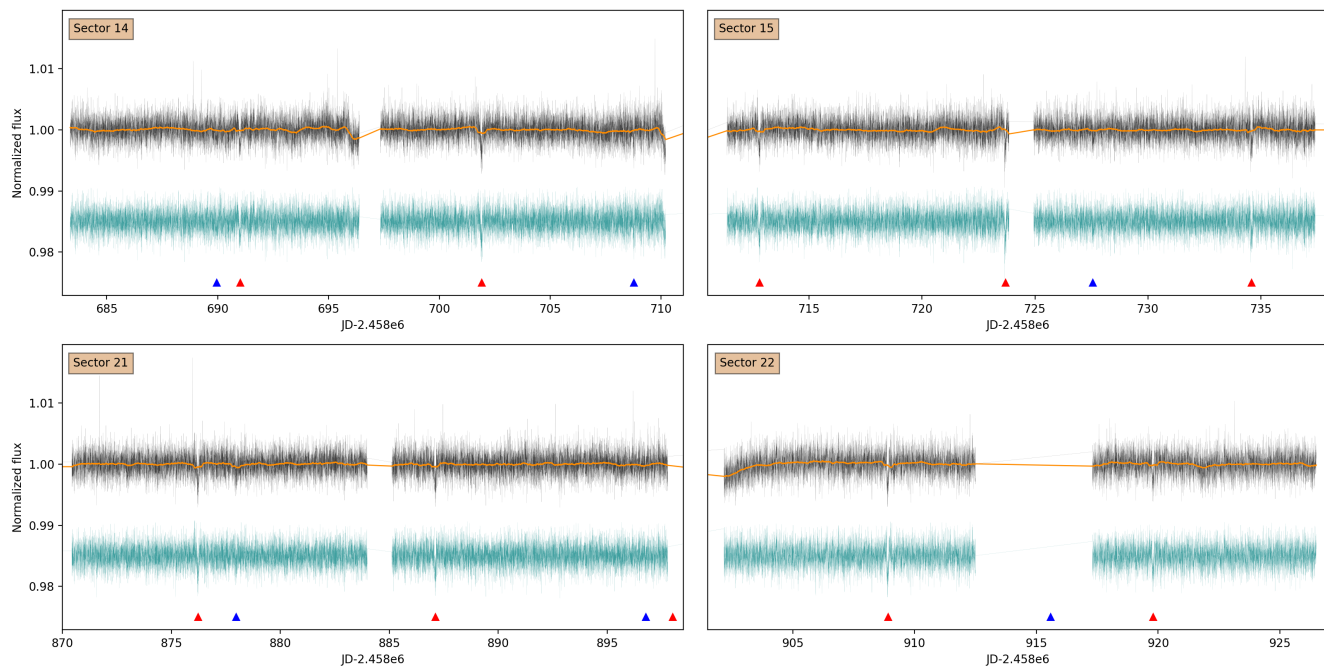 Sector 14
Sector 15
1.01
1.00
0.99
0.98
Normalized flux
685 690 695 700 705 710
715 720 725 730 735
JD-2.458e6
JD-2.458e6
Sector 21
Sector 22
1.01
1.00
0.99
0.98
Normalized flux
870 875 880 885 890 895
905 910 915 920 925
JD-2.458e6
JD-2.458e6